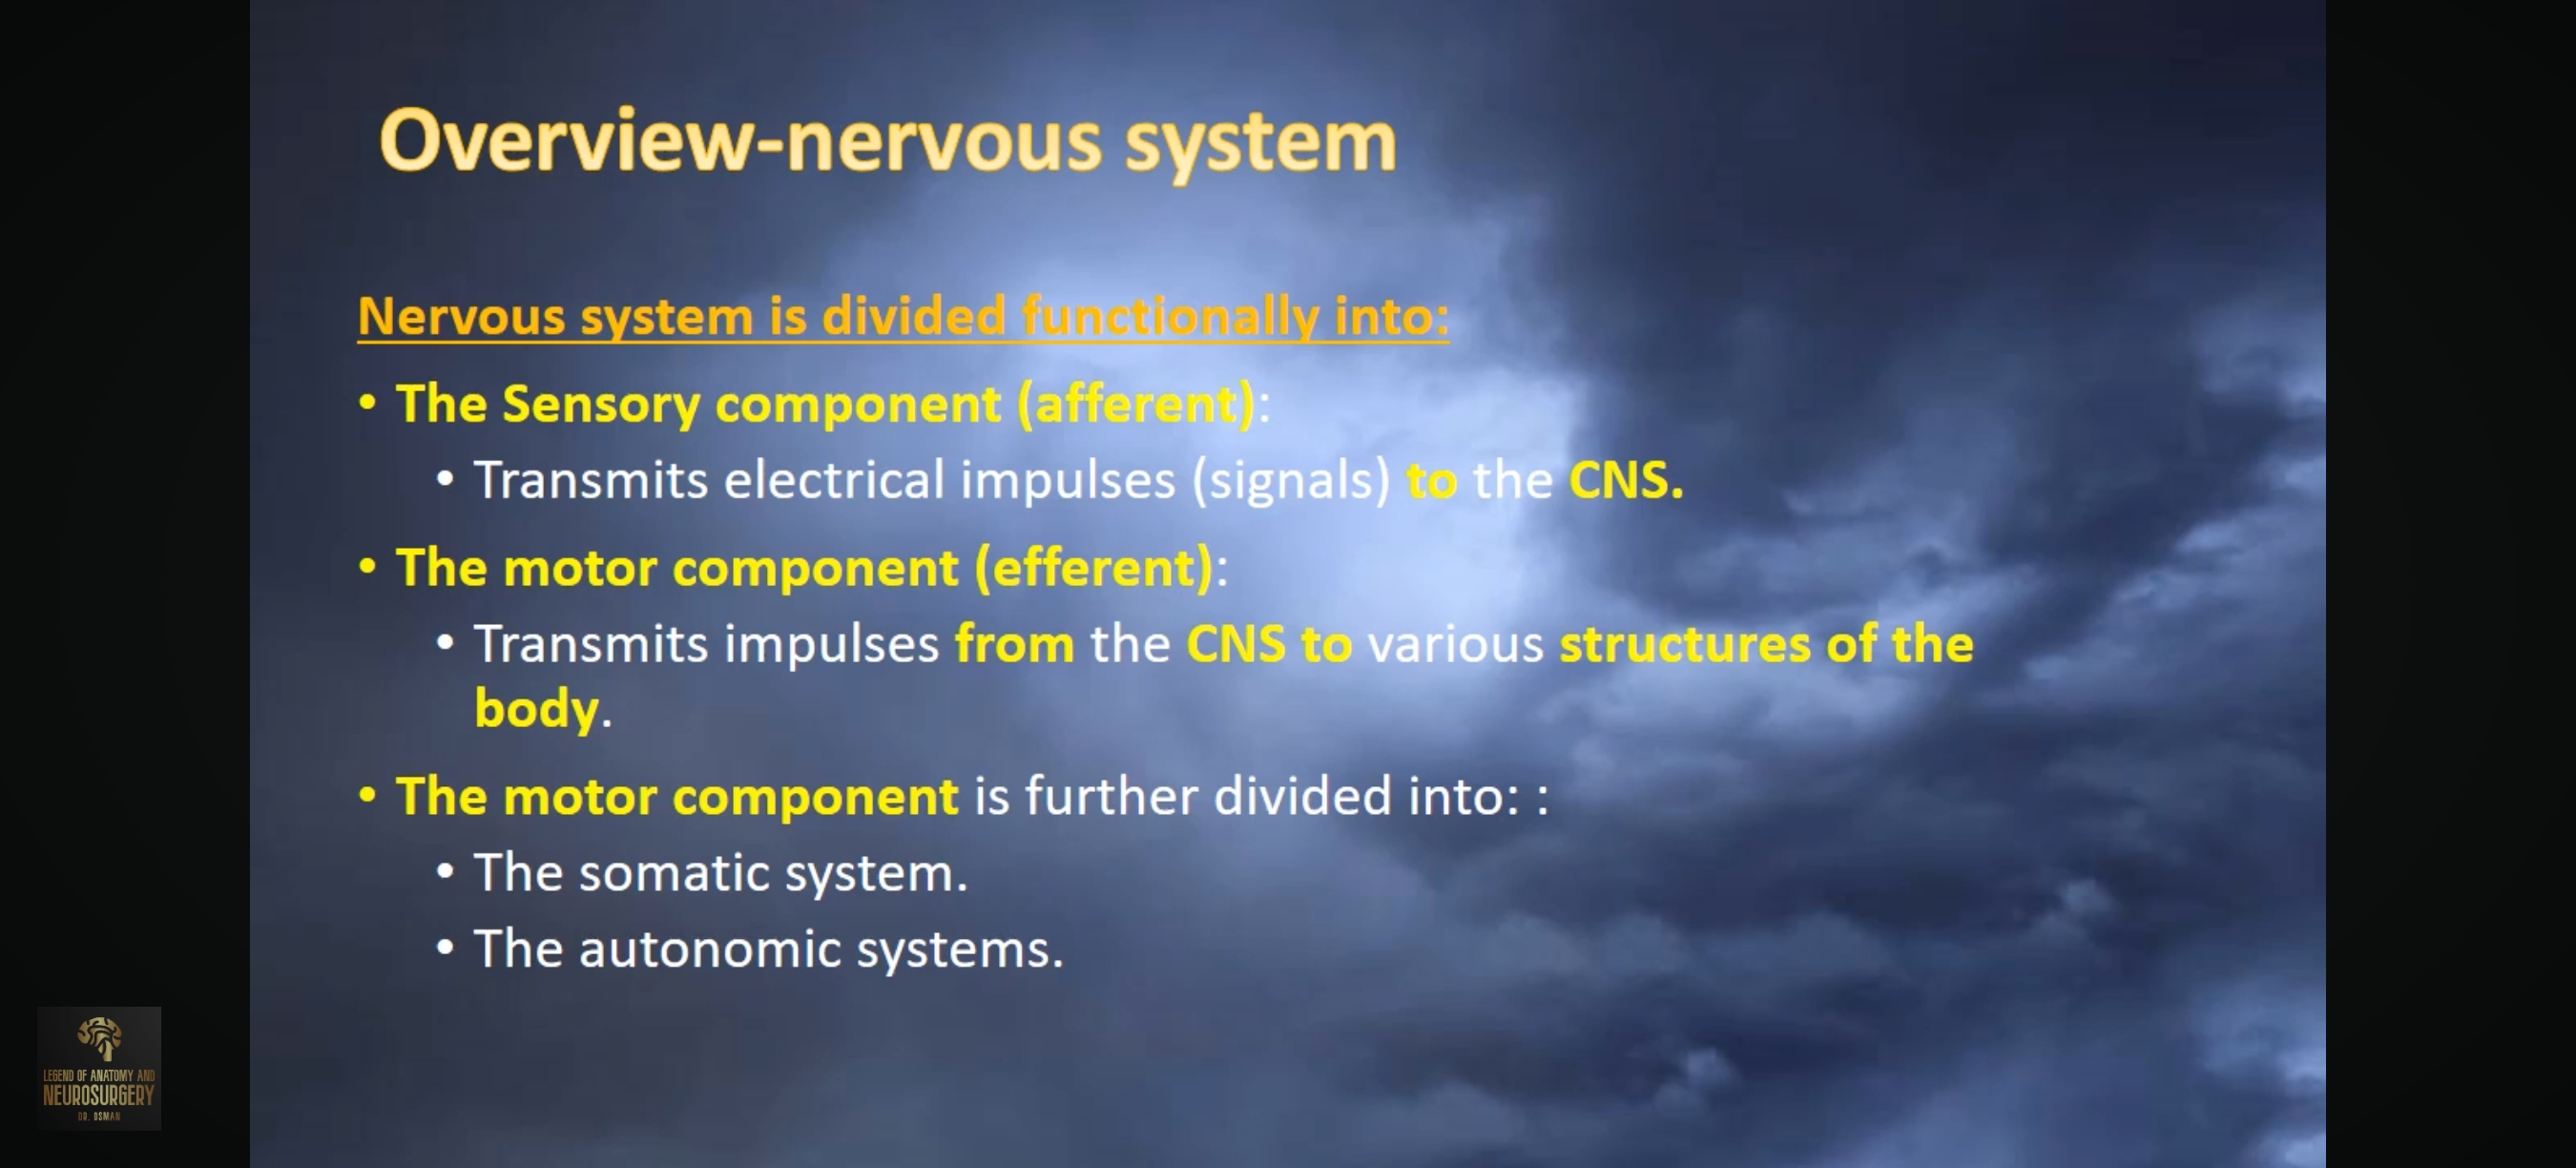 Overview-nervous system
Nervous system is divided functionally into:
• The Sensory component (afferent):
• Transmits electrical impulses (signals) to the CNS.
• The motor component (efferent):
• Transmits impulses from the CNS to various structures of the
body.
• The motor component is further divided into: :
• The somatic system.
• The autonomic systems.
LEGEND OF ANATOMY AND
NEUROSURGERY
DR. OSMAN